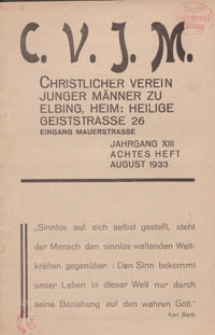 C.V.J.M.
CHRISTLICHER VEREIN
JUNGER MÄNNER ZU
ELBING, HEIM: HEILIGE
GEISTSTRASSE 26
EINGANG MAUERSTRASSE
JAHRGANG XIII
ACHTES HEFT
AUGUST 1933
„Sinnlos auf sich selbst gestellt, steht
der Mensch den sinnlos waltenden Welt-
kräften gegenüber. Den Sinn bekommt
unser Leben in dieser Welt nur durch
seine Beziehung auf den wahren Gott."
Karl Barth